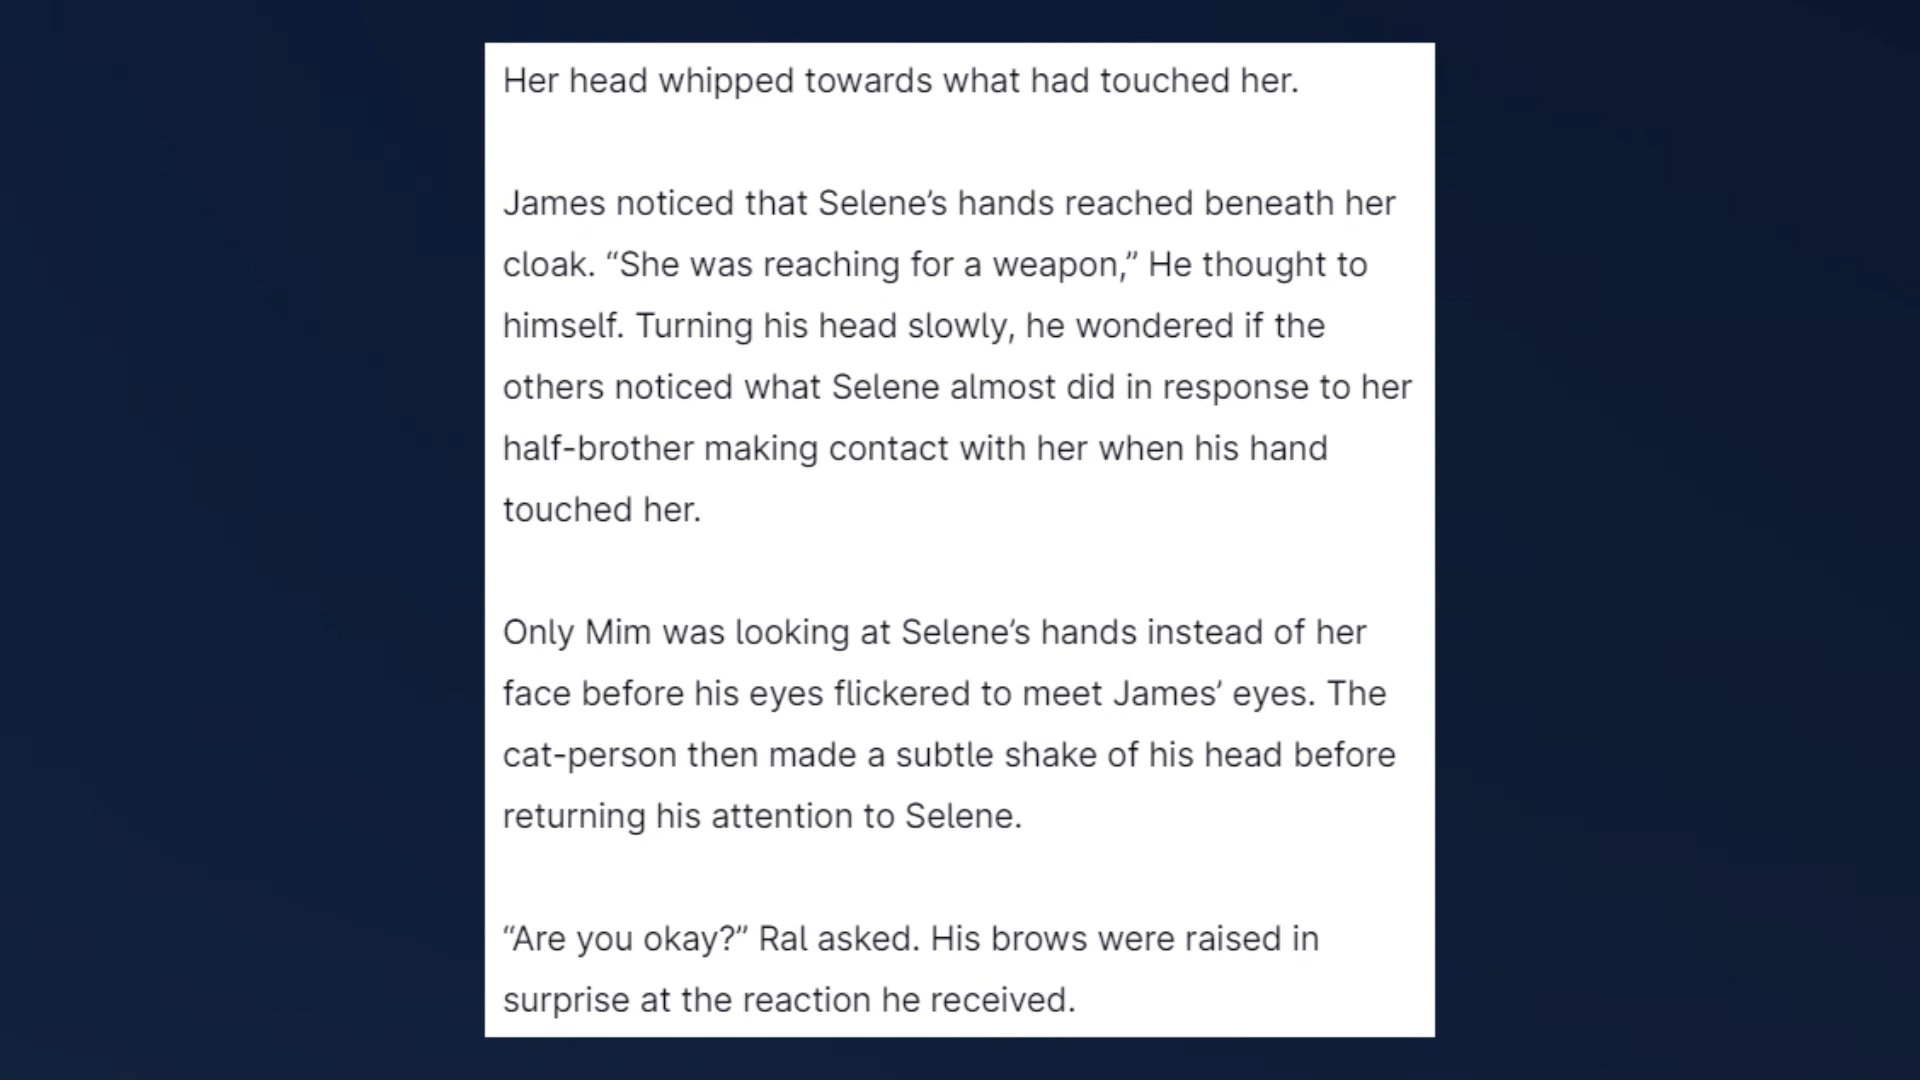 Her head whipped towards what had touched her.
James noticed that Selene’s hands reached beneath her
cloak. “She was reaching for a weapon,” He thought to
himself. Turning his head slowly, he wondered if the
others noticed what Selene almost did in response to her
half-brother making contact with her when his hand
touched her.
Only Mim was looking at Selene’s hands instead of her
face before his eyes flickered to meet James’ eyes. The
cat-person then made a subtle shake of his head before
returning his attention to Selene.
“Are you okay?” Ral asked. His brows were raised in
surprise at the reaction he received.